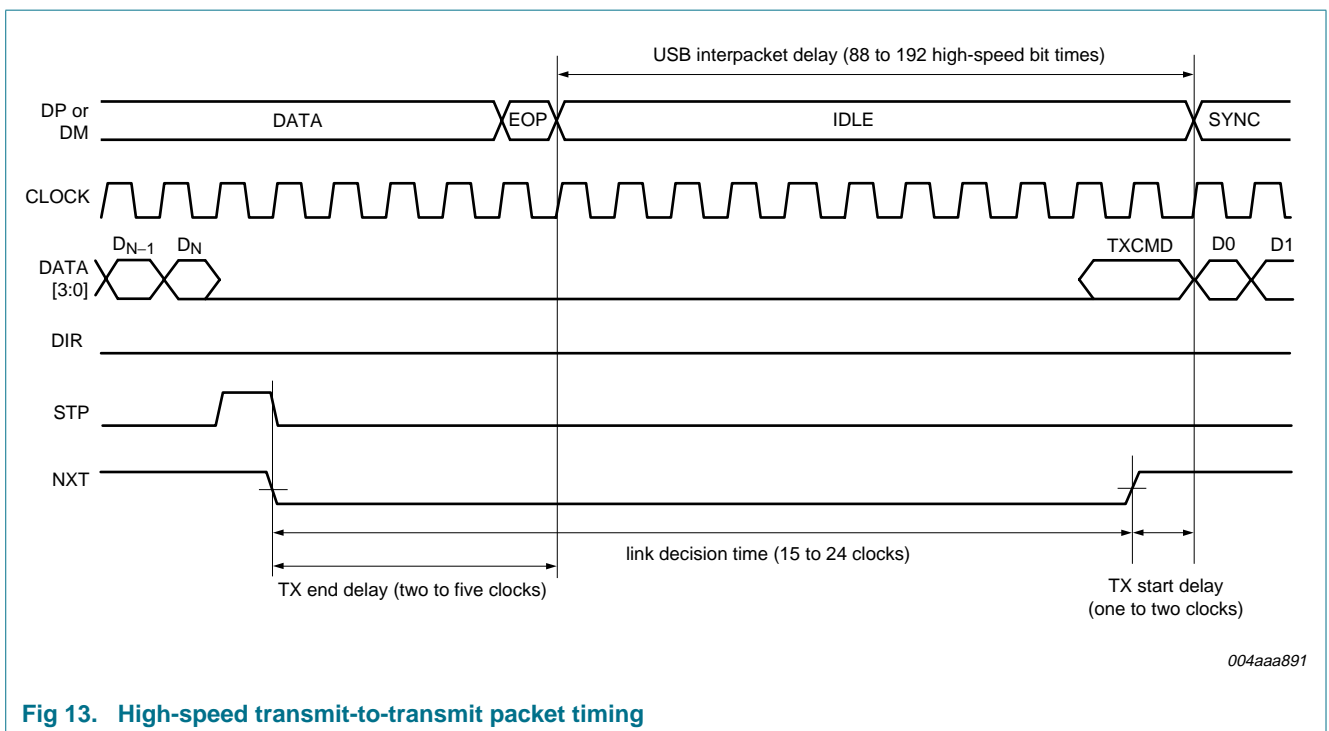 USB interpacket delay (88 to 192 high-speed bit times)
DP or
DM
DATA
EOP
IDLE
SYNC
CLOCK
DN−1
DN
TXCMD
D0
D1
DATA
[3:0]
DIR
STP
NXT
link decision time (15 to 24 clocks)
TX end delay (two to five clocks)
TX start delay
(one to two clocks)
004aaa891
Fig 13. High-speed transmit-to-transmit packet timing